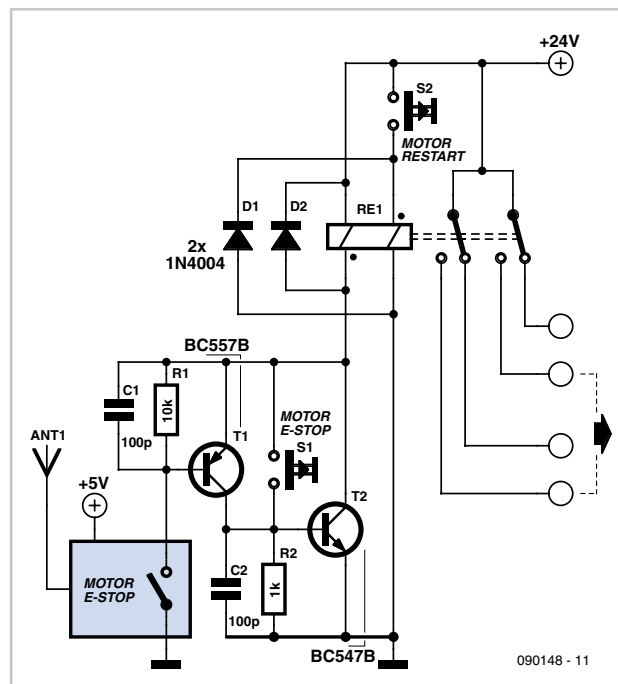 +24V
S2
MOTOR
RESTART
D1
D2
RE1
2x
1N4004
BC557B
C1
R1
10k
100p
T1
MOTOR
E-STOP
S1
ANT1
+5V
T2
MOTOR
E-STOP
C2
R2
1k
100p
BC547B
090148 - 11